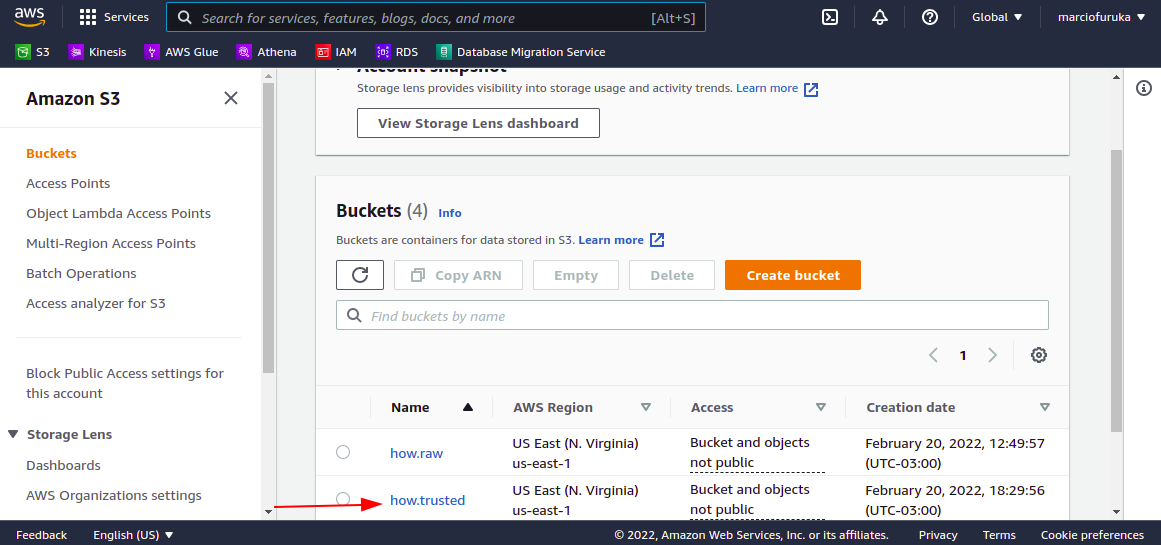 aws
Services
Search for services, features, blogs, docs, and more
[Alt+S]
Global
marciofuruka
S3
Kinesis
AWS Glue
Athena
IAM
RDS
Database Migration Service
Amazon S3
Buckets
Access Points
Object Lambda Access Points
Multi-Region Access Points
Batch Operations
Access analyzer for S3
Block Public Access settings for
this account
Storage Lens
Dashboards
AWS Organizations settings
Account snapshot
Storage lens provides visibility into storage usage and activity trends. Learn more
View Storage Lens dashboard
Buckets (4) Info
Buckets are containers for data stored in S3. Learn more
Copy ARN
Empty
Delete
Create bucket
Find buckets by name
1
Name
AWS Region
Access
Creation date
how.raw
US East (N. Virginia)
us-east-1
Bucket and objects
not public
February 20, 2022, 12:49:57
(UTC-03:00)
how.trusted
US East (N. Virginia)
us-east-1
Bucket and objects
not public
February 20, 2022, 18:29:56
(UTC-03:00)
Feedback
English (US)
© 2022, Amazon Web Services, Inc. or its affiliates.
Privacy
Terms
Cookie preferences